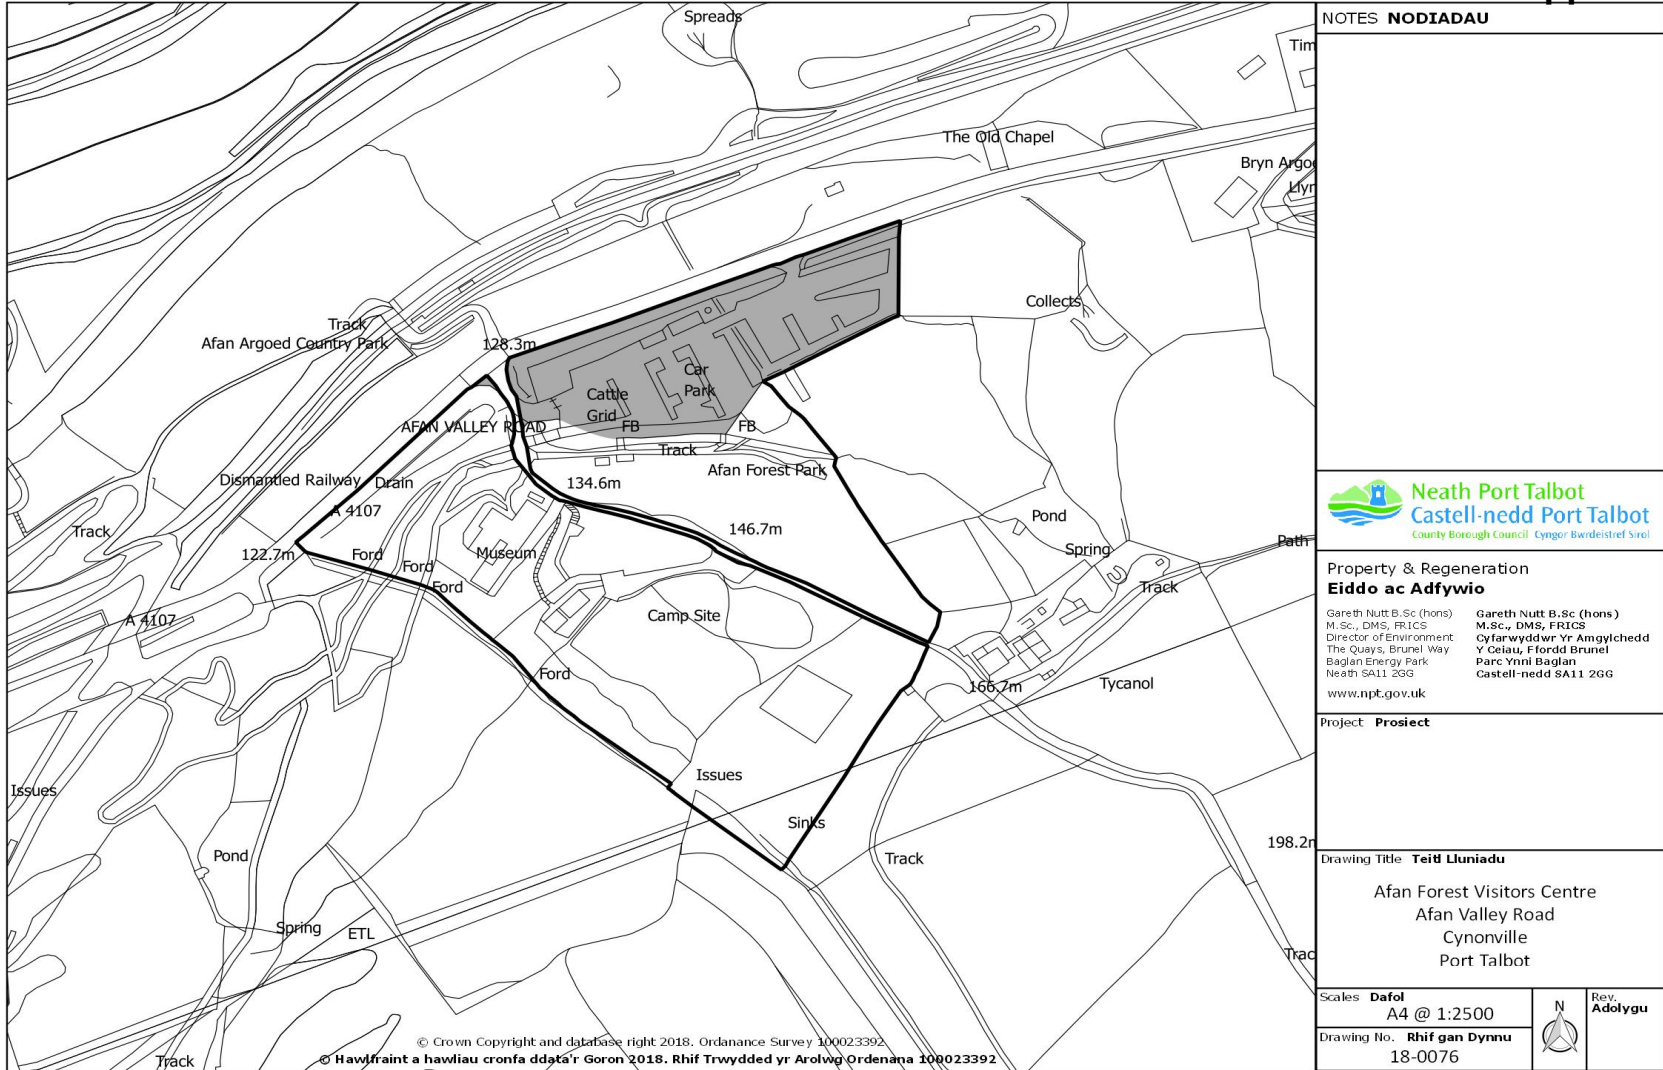 Spreads
The Old Chapel
Collects
Track
Afan Argoed Country Park
128.3m
Car
Park
Cattle
Grid
FB
FB
AFAN VALLEY ROAD
Track
Afan Forest Park
Dismantled Railway
Drain
134.6m
A 4107
146.7m
Pond
Track
122.7m
Ford
Ford
Ford
Museum
Spring
Path
Track
A 4107
Camp Site
Ford
166.7m
Tycanol
Issues
Issues
Sinks
Track
Pond
Spring
ETL
Track
© Crown Copyright and database right 2018. Ordanance Survey 100023392
© Hawlfraint a hawliau cronfa ddata'r Goron 2018. Rhif Trwydded yr Arolwg Ordenana 100023392
NOTES NODIADAU
Neath Port Talbot
Castell-nedd Port Talbot
County Borough Council Cyngor Bwrdeistref Sirol
Property & Regeneration
Eiddo ac Adfywio
Gareth Nutt B.Sc (hons) Gareth Nutt B.Sc (hons)
M.Sc., DMS, FRICS M.Sc., DMS, FRICS
Director of Environment Cyfarwyddwr Yr Amgylchedd
The Quays, Brunel Way Y Ceiau, Ffordd Brunel
Baglan Energy Park Parc Ynni Baglan
Neath SA11 2GG Castell-nedd SA11 2GG
www.npt.gov.uk
Project Prosiect
Drawing Title Teitl Lluniadu
Afan Forest Visitors Centre
Afan Valley Road
Cynonville
Port Talbot
Scales Dafol
A4 @ 1:2500
Drawing No. Rhif gan Dynnu
18-0076
N
Rev.
Adolygu